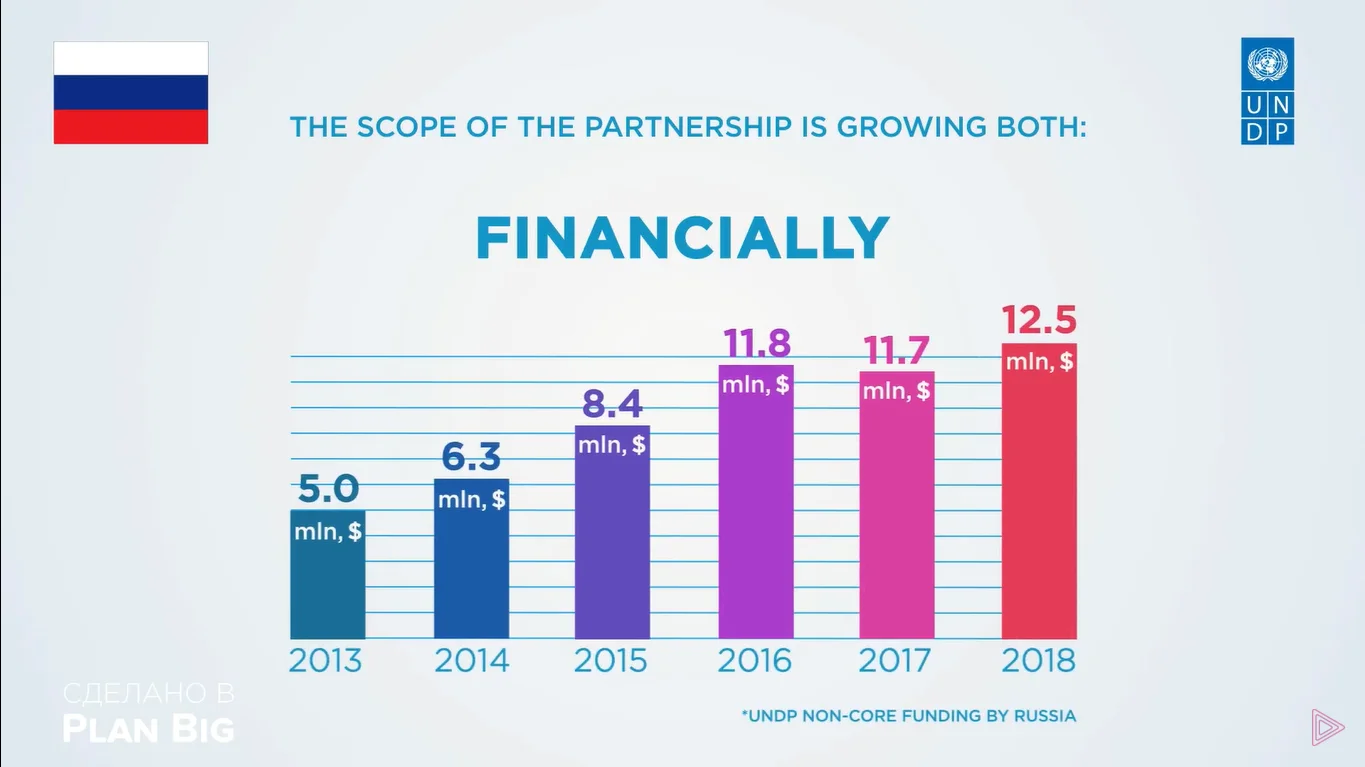 THE SCOPE OF THE PARTNERSHIP IS GROWING BOTH:
UN
DP
FINANCIALLY
5.0
mln, $
6.3
mln, $
8.4
mln, $
11.8
mln, $
11.7
mln, $
12.5
mln, $
2013 2014 2015 2016 2017 2018
*UNDP NON-CORE FUNDING BY RUSSIA
СДЕЛАНО В
PLAN BIG